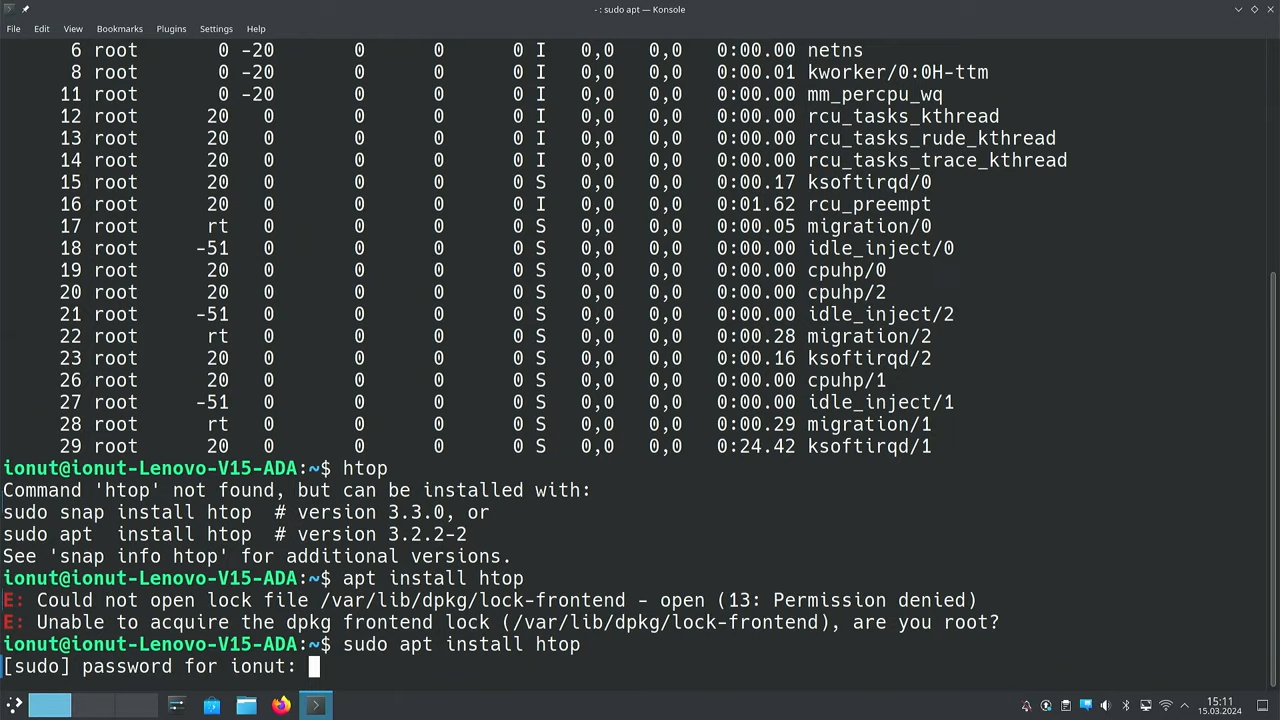 - : sudo apt — Konsole
File Edit View Bookmarks Plugins Settings Help
6 root 0 -20 0 0 0 I 0,0 0,0 0:00.00 netns
8 root 0 -20 0 0 0 I 0,0 0,0 0:00.01 kworker/0:0H-ttm
11 root 0 -20 0 0 0 I 0,0 0,0 0:00.00 mm_percpu_wq
12 root 20 0 0 0 0 I 0,0 0,0 0:00.00 rcu_tasks_kthread
13 root 20 0 0 0 0 I 0,0 0,0 0:00.00 rcu_tasks_rude_kthread
14 root 20 0 0 0 0 I 0,0 0,0 0:00.00 rcu_tasks_trace_kthread
15 root 20 0 0 0 0 S 0,0 0,0 0:00.17 ksoftirqd/0
16 root 20 0 0 0 0 I 0,0 0,0 0:01.62 rcu_preempt
17 root rt 0 0 0 0 S 0,0 0,0 0:00.05 migration/0
18 root -51 0 0 0 0 S 0,0 0,0 0:00.00 idle_inject/0
19 root 20 0 0 0 0 S 0,0 0,0 0:00.00 cpuhp/0
20 root 20 0 0 0 0 S 0,0 0,0 0:00.00 cpuhp/2
21 root -51 0 0 0 0 S 0,0 0,0 0:00.00 idle_inject/2
22 root rt 0 0 0 0 S 0,0 0,0 0:00.28 migration/2
23 root 20 0 0 0 0 S 0,0 0,0 0:00.16 ksoftirqd/2
26 root 20 0 0 0 0 S 0,0 0,0 0:00.00 cpuhp/1
27 root -51 0 0 0 0 S 0,0 0,0 0:00.00 idle_inject/1
28 root rt 0 0 0 0 S 0,0 0,0 0:00.29 migration/1
29 root 20 0 0 0 0 S 0,0 0,0 0:24.42 ksoftirqd/1
ionut@ionut-Lenovo-V15-ADA:~$ htop
Command 'htop' not found, but can be installed with:
sudo snap install htop  # version 3.3.0, or
sudo apt  install htop  # version 3.2.2-2
See 'snap info htop' for additional versions.
ionut@ionut-Lenovo-V15-ADA:~$ apt install htop
E: Could not open lock file /var/lib/dpkg/lock-frontend - open (13: Permission denied)
E: Unable to acquire the dpkg frontend lock (/var/lib/dpkg/lock-frontend), are you root?
ionut@ionut-Lenovo-V15-ADA:~$ sudo apt install htop
[sudo] password for ionut:
15:11
15.03.2024